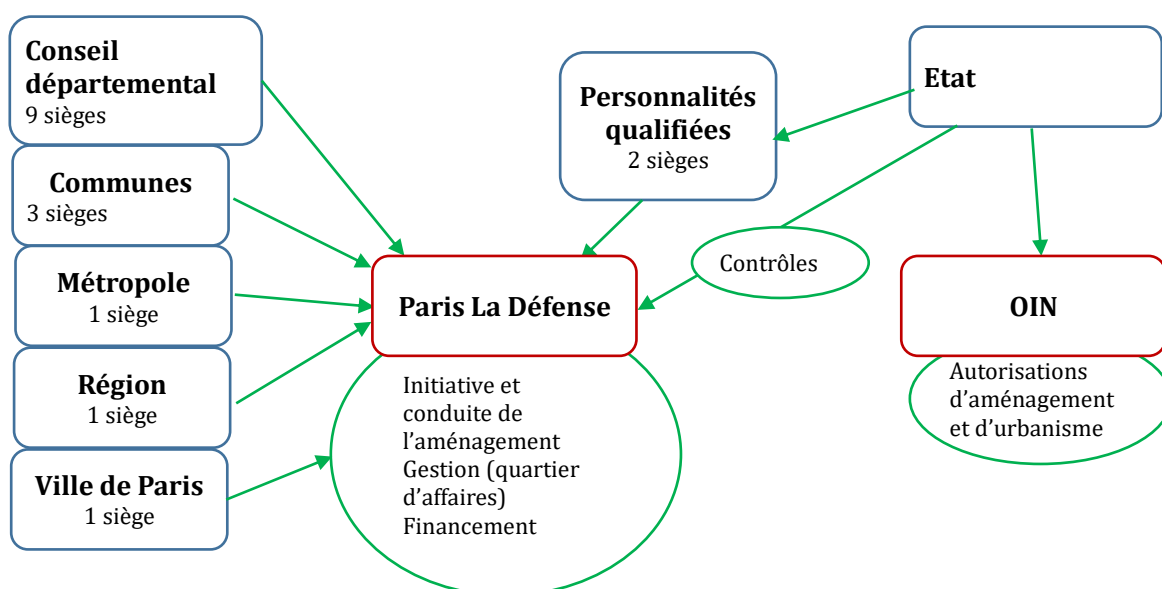 Conseil
départemental
9 sièges
Communes
3 sièges
Métropole
1 siège
Région
1 siège
Ville de Paris
1 siège
Personnalités
qualifiées
2 sièges
Etat
Contrôles
Paris La Défense
Initiative et
conduite de
l’aménagement
Gestion (quartier
d’affaires)
Financement
OIN
Autorisations
d’aménagement
et d’urbanisme